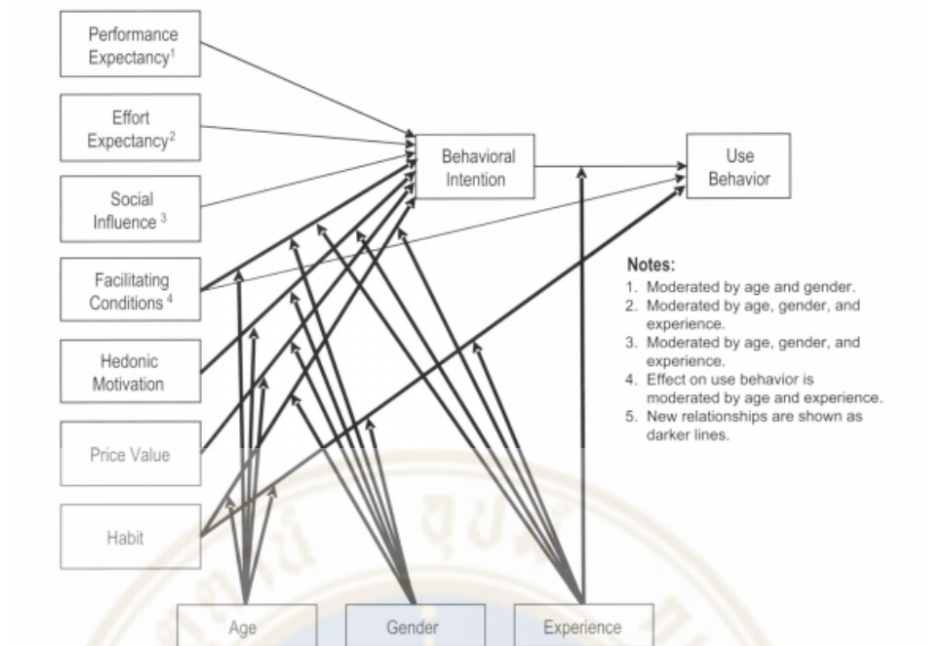 Performance
Expectancy1
Effort
Expectancy2
Social
Influence 3
Facilitating
Conditions 4
Hedonic
Motivation
Price Value
Habit
Behavioral
Intention
Use
Behavior
Notes:
1. Moderated by age and gender.
2. Moderated by age, gender, and
experience.
3. Moderated by age, gender, and
experience.
4. Effect on use behavior is
moderated by age and experience.
5. New relationships are shown as
darker lines.
Age
Gender
Experience